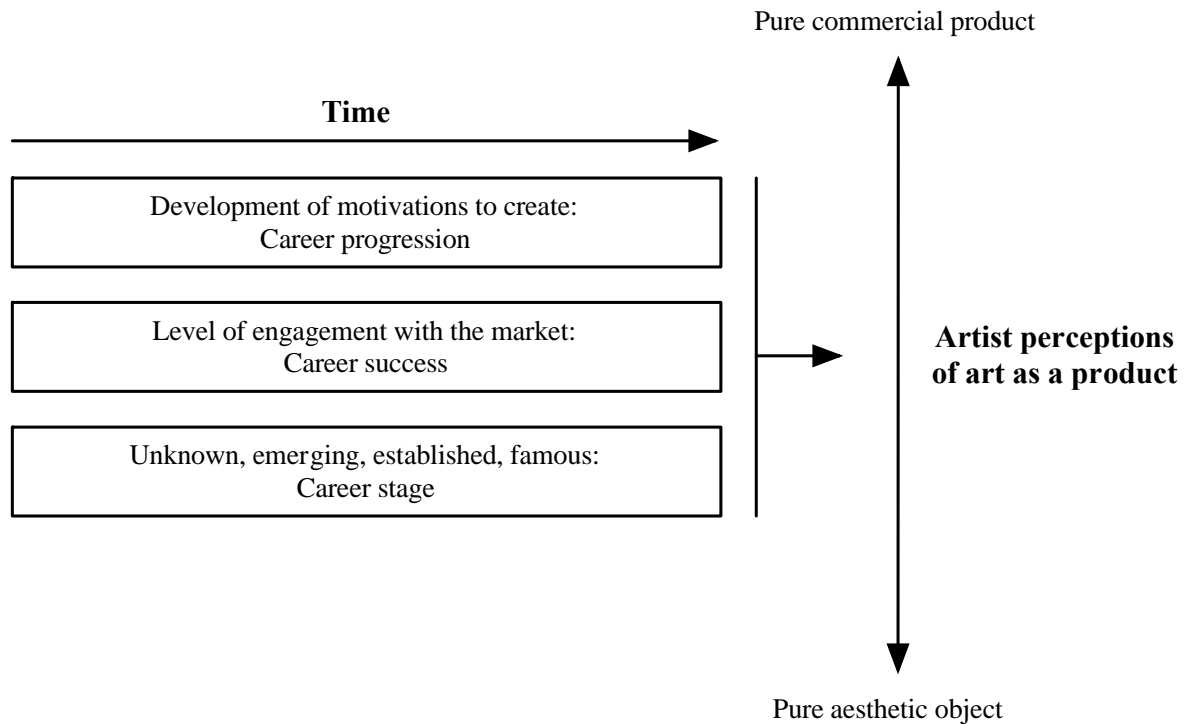 Pure commercial product
Time
Development of motivations to create:
Career progression
Level of engagement with the market:
Career success
Unknown, emerging, established, famous:
Career stage
Artist perceptions
of art as a product
Pure aesthetic object